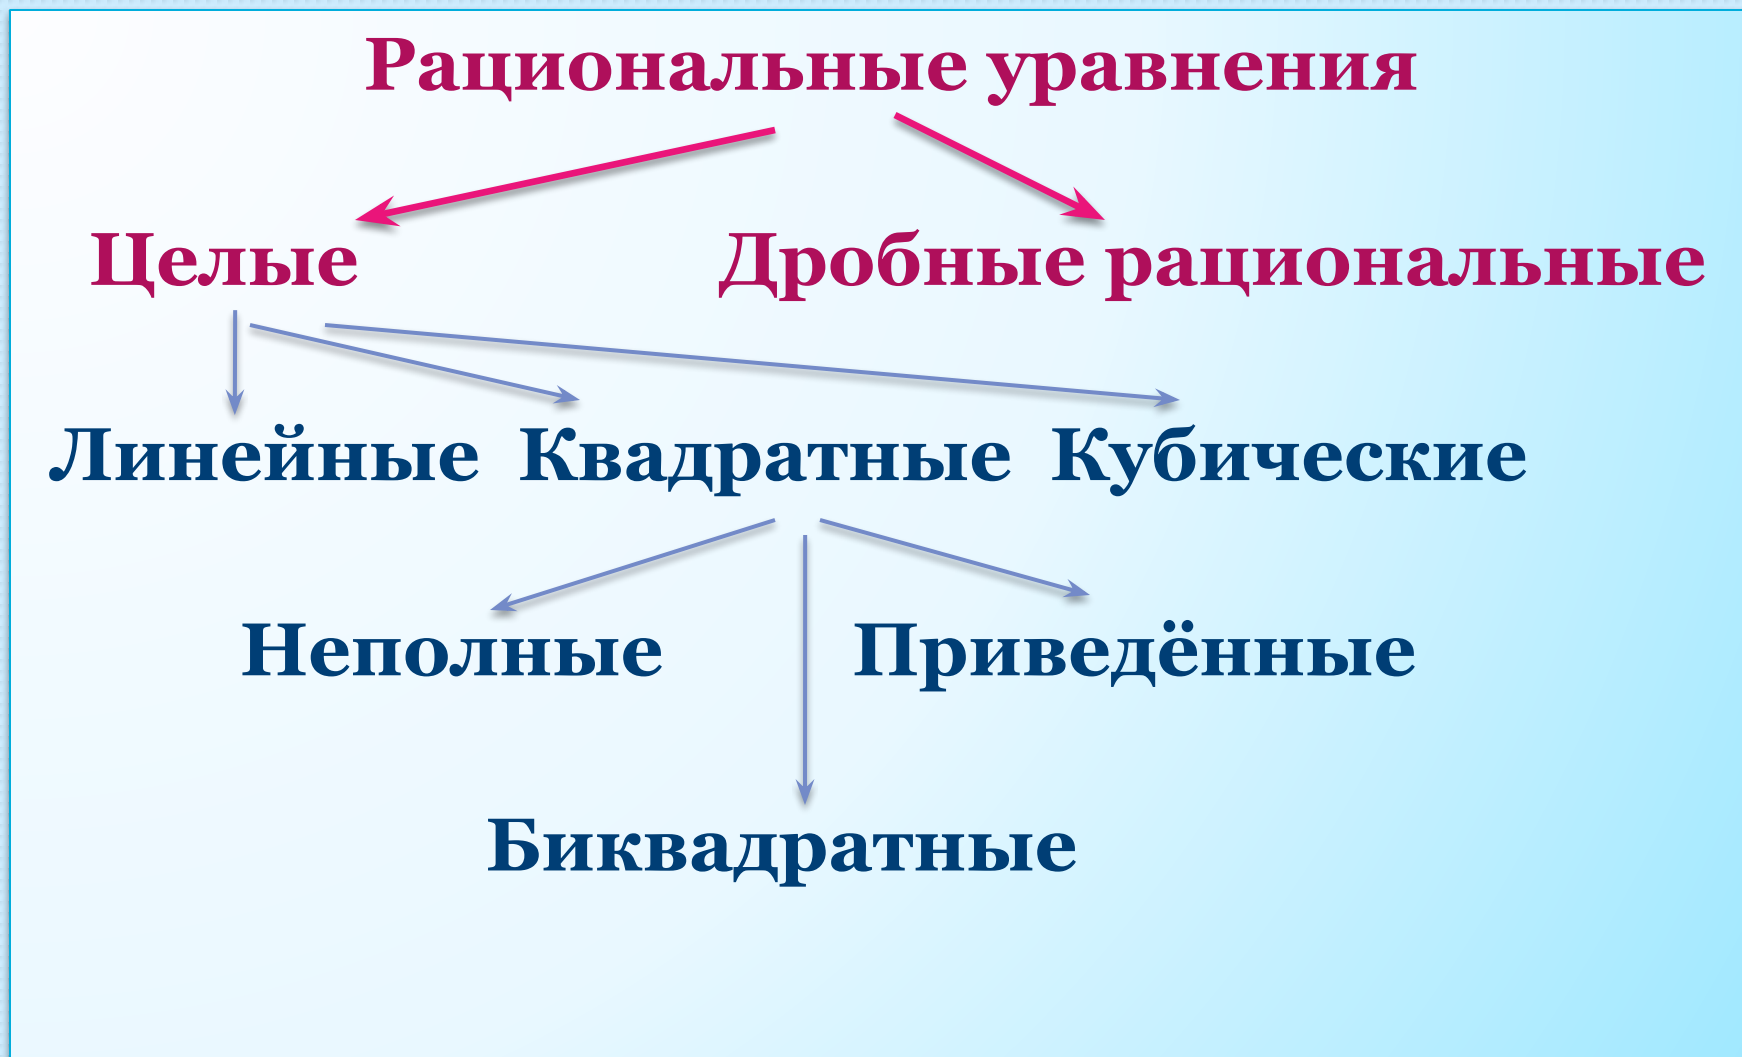 Рациональные уравнения
Целые Дробные рациональные
Линейные Квадратные Кубические
Неполные Приведённые
Биквадратные